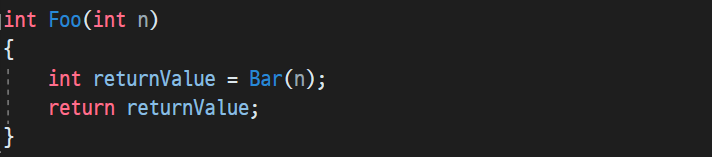 int Foo(int n)
{
    int returnValue = Bar(n);
    return returnValue;
}